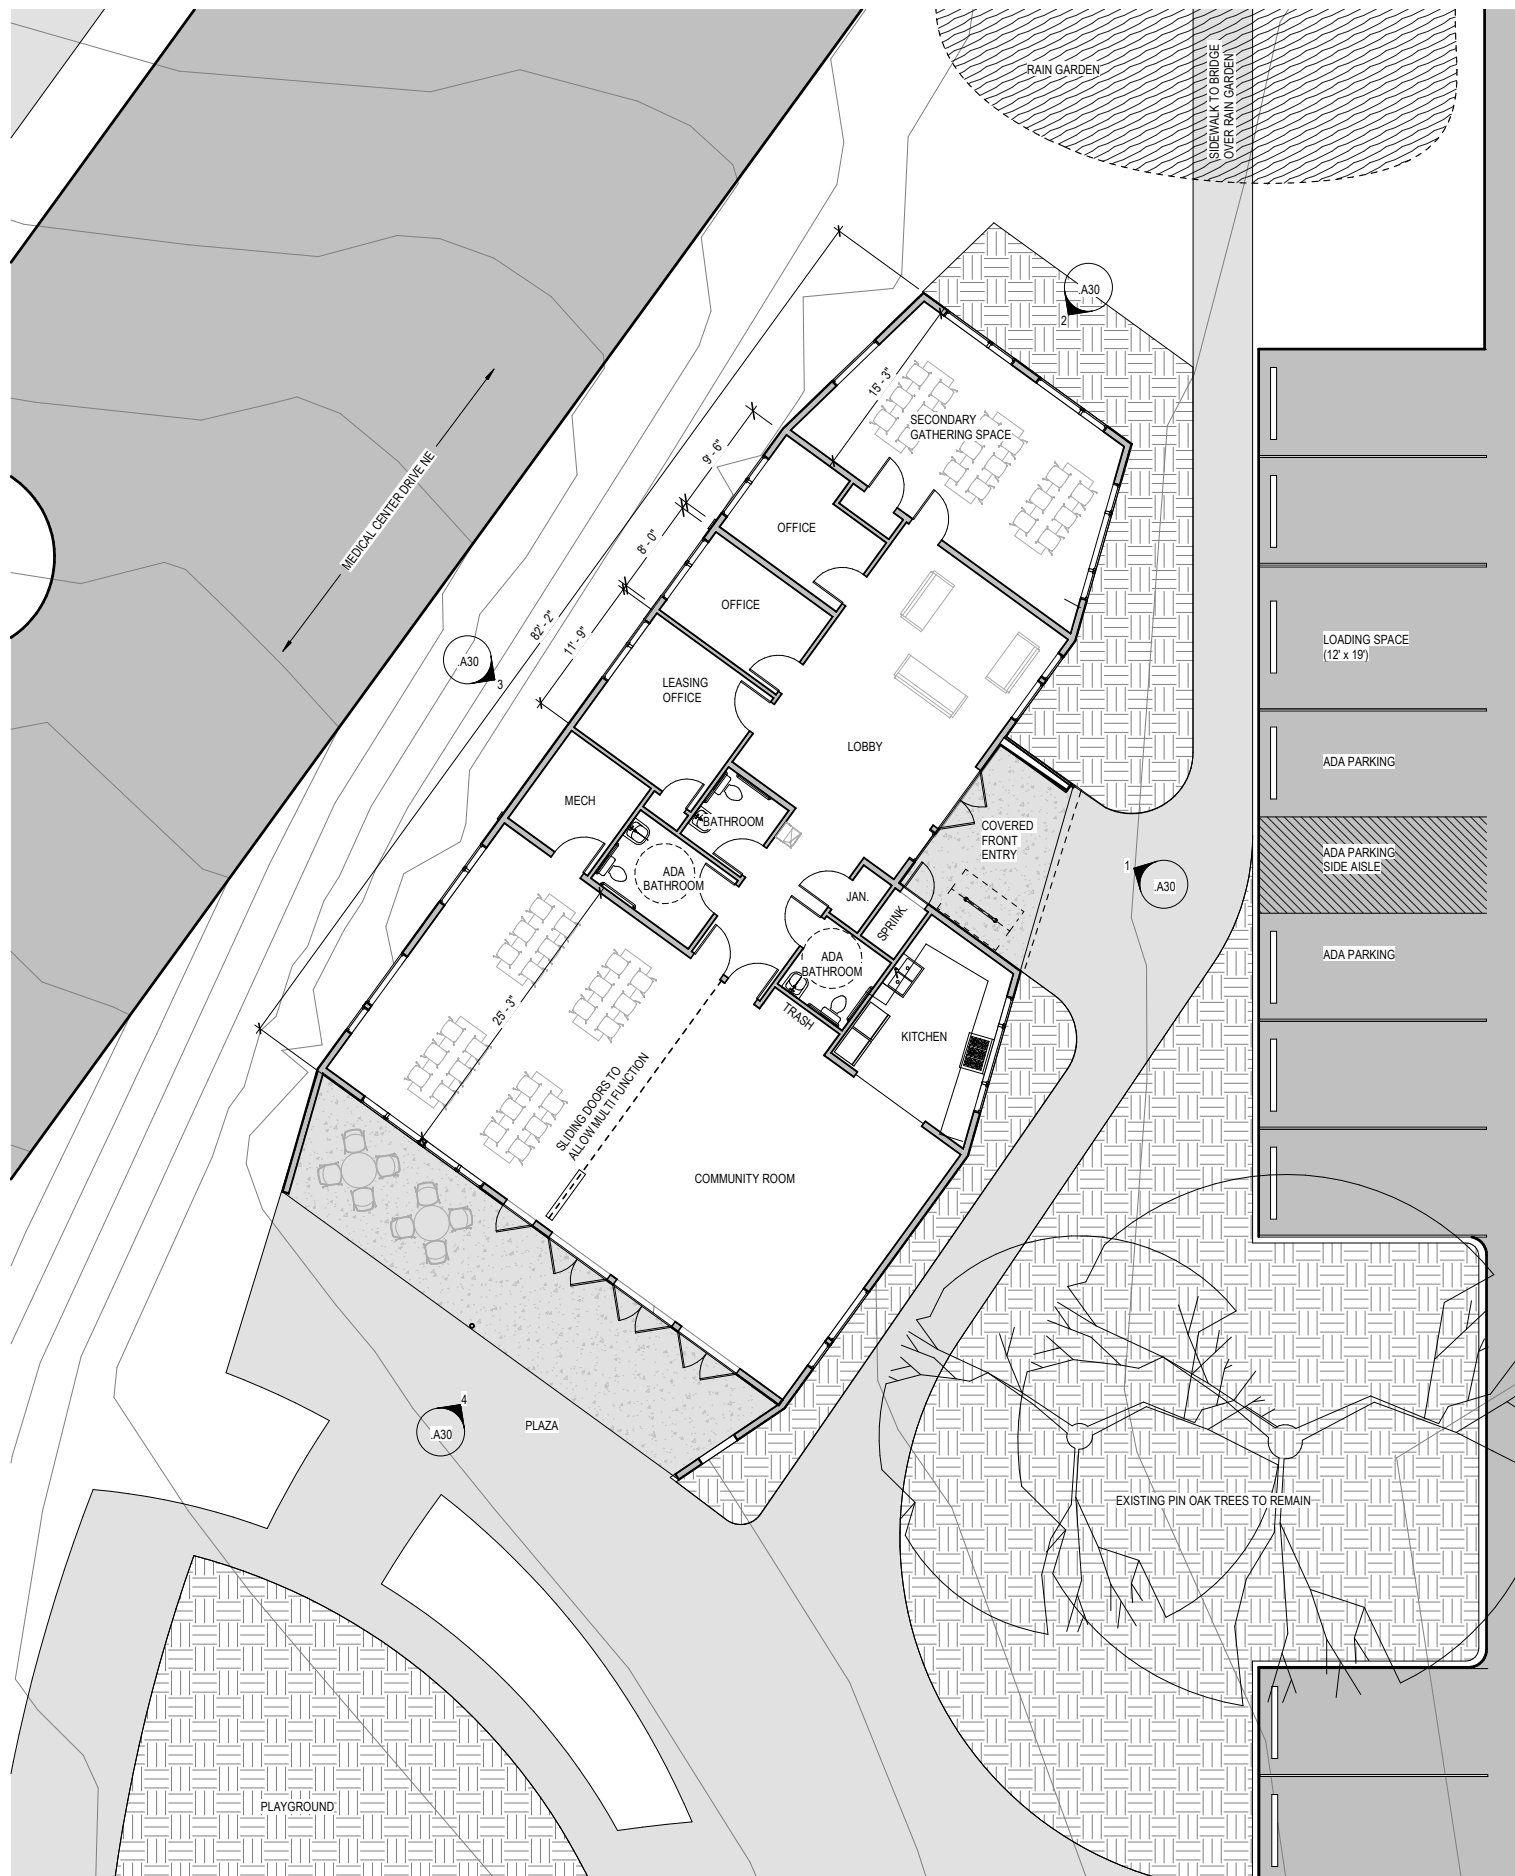 RAIN GARDEN
SIDEWALK TO BRIDGE
OVER RAIN GARDEN
.A30
2
15' - 3"
SECONDARY
GATHERING SPACE
9' - 6"
MEDICAL CENTER DRIVE NE
OFFICE
8' - 0"
OFFICE
82' - 2"
11' - 9"
.A30
3
LEASING
OFFICE
LOADING SPACE
(12' x 19')
LOBBY
ADA PARKING
MECH
BATHROOM
COVERED
FRONT
ENTRY
ADA PARKING
SIDE AISLE
1
.A30
ADA
BATHROOM
JAN.
SPRINK.
ADA PARKING
ADA
BATHROOM
25' - 3"
TRASH
KITCHEN
SLIDING DOORS TO
ALLOW MULTI FUNCTION
COMMUNITY ROOM
4
.A30
PLAZA
EXISTING PIN OAK TREES TO REMAIN
PLAYGROUND